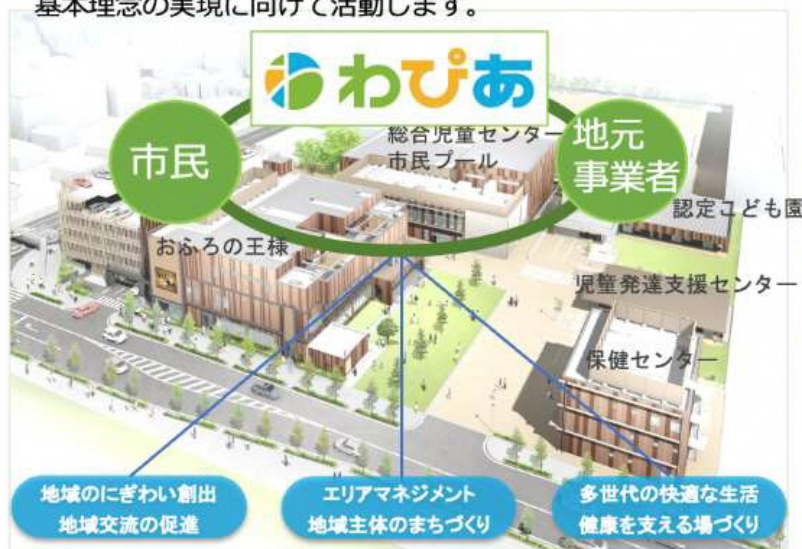 基本理念の実現に向けて活動します。
わぴあ
市民
総合児童センター
市民プール
地元
事業者
認定こども園
おふろの王様
児童発達支援センター
保健センター
地域のにぎわい創出
地域交流の促進
エリアマネジメント
地域主体のまちづくり
多世代の快適な生活
健康を支える場づくり